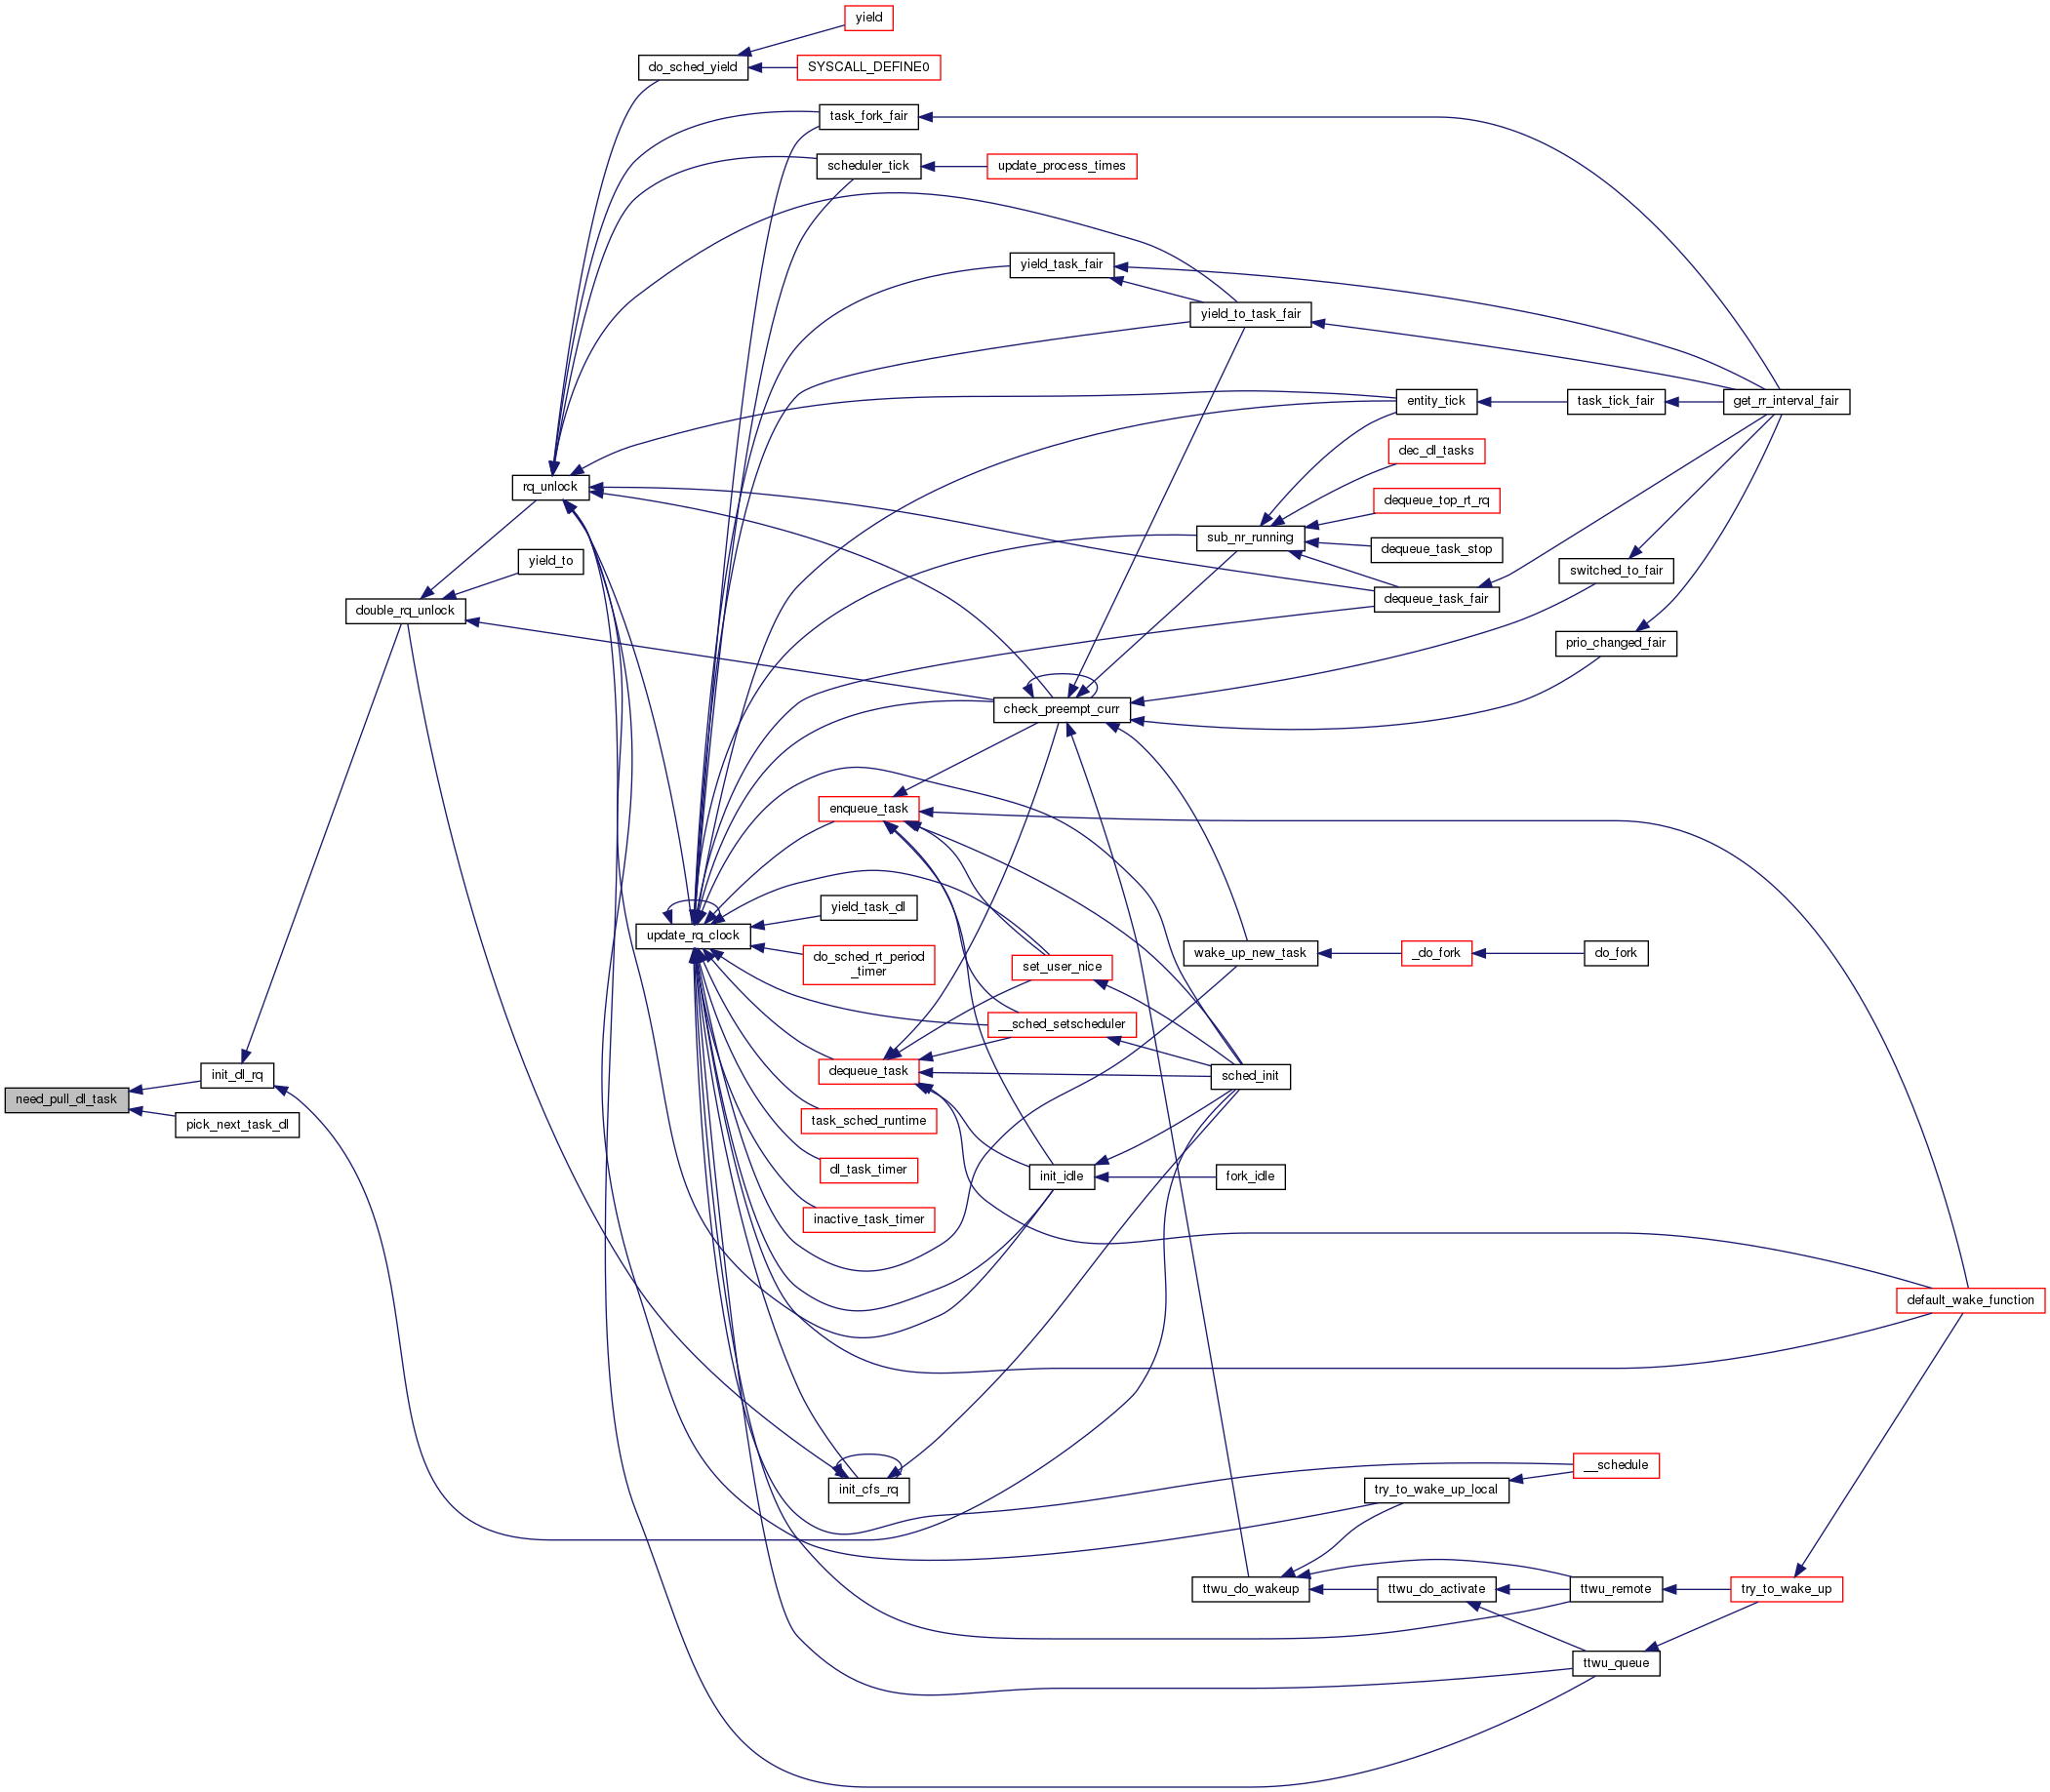 yield
do_sched_yield
SYSCALL_DEFINE0
task_fork_fair
scheduler_tick
update_process_times
yield_task_fair
yield_to_task_fair
entity_tick
task_tick_fair
get_rr_interval_fair
dec_dl_tasks
rq_unlock
dequeue_top_rt_rq
sub_nr_running
dequeue_task_stop
yield_to
switched_to_fair
dequeue_task_fair
double_rq_unlock
prio_changed_fair
check_preempt_curr
enqueue_task
yield_task_dl
update_rq_clock
do_sched_rt_period
_timer
set_user_nice
wake_up_new_task
_do_fork
do_fork
__sched_setscheduler
init_dl_rq
dequeue_task
sched_init
need_pull_dl_task
pick_next_task_dl
task_sched_runtime
dl_task_timer
init_idle
fork_idle
inactive_task_timer
default_wake_function
__schedule
init_cfs_rq
try_to_wake_up_local
ttwu_do_wakeup
ttwu_do_activate
ttwu_remote
try_to_wake_up
ttwu_queue